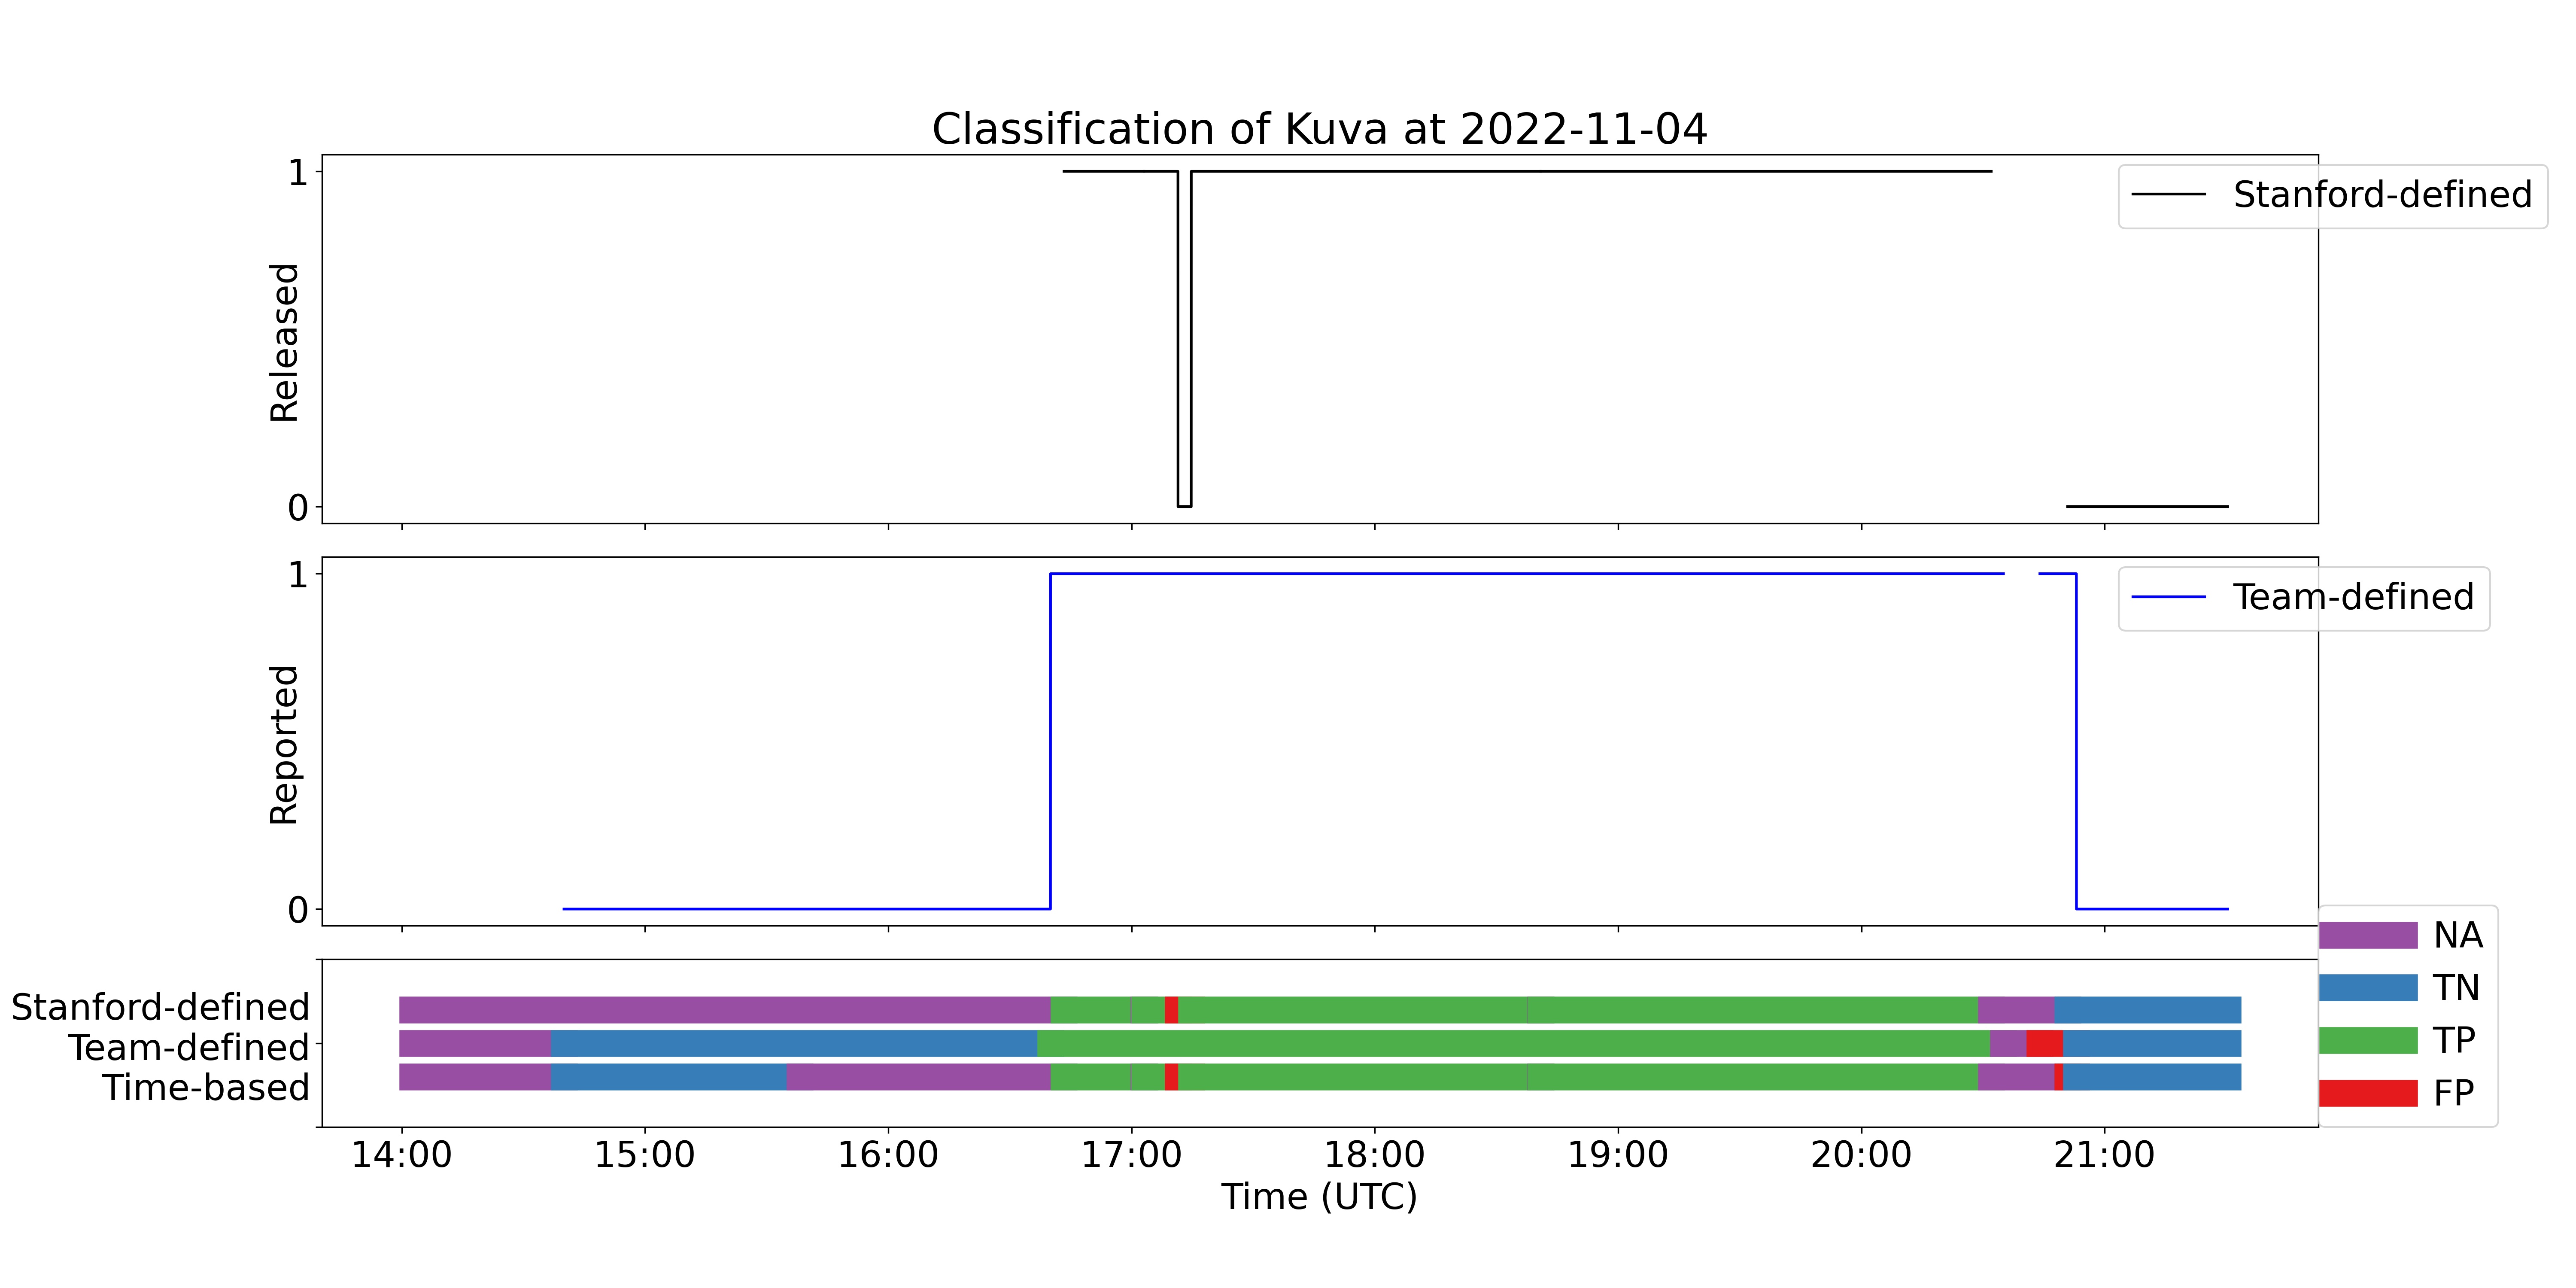 Classification of Kuva at 2022-11-04
1
0
Released
Stanford-defined
1
0
Reported
Team-defined
Stanford-defined
Team-defined
Time-based
NA
TN
TP
FP
14:00 15:00 16:00 17:00 18:00 19:00 20:00 21:00
Time (UTC)